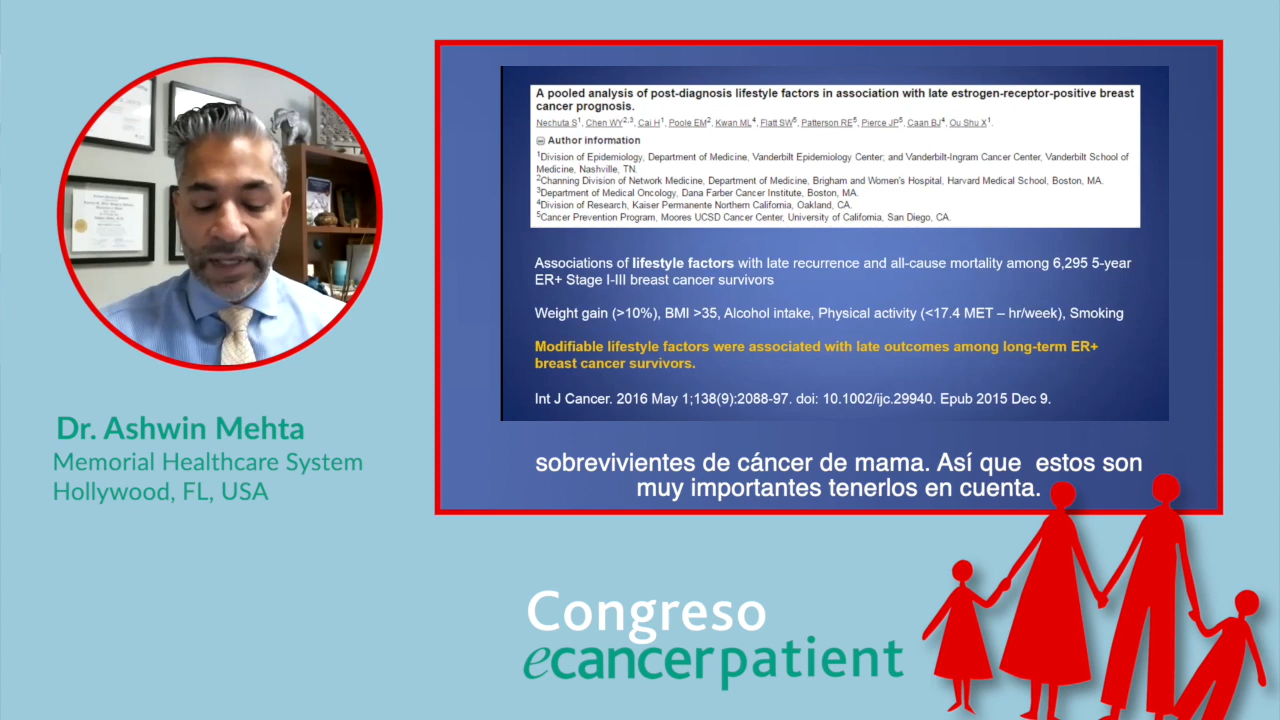 A pooled analysis of post-diagnosis lifestyle factors in association with late estrogen-receptor-positive breast
cancer prognosis.
Nechuta S1, Chen WY2,3, Cai H1, Poole EM2, Kwan ML4, Flatt SW5, Patterson RE5, Pierce JP5, Caan BJ4, Ou Shu X1.
Author information
1Division of Epidemiology, Department of Medicine, Vanderbilt Epidemiology Center; and Vanderbilt-Ingram Cancer Center, Vanderbilt School of
Medicine, Nashville, TN.
2Channing Division of Network Medicine, Department of Medicine, Brigham and Women's Hospital, Harvard Medical School, Boston, MA.
3Department of Medical Oncology, Dana Farber Cancer Institute, Boston, MA.
4Division of Research, Kaiser Permanente Northern California, Oakland, CA.
5Cancer Prevention Program, Moores UCSD Cancer Center, University of California, San Diego, CA.
Associations of lifestyle factors with late recurrence and all-cause mortality among 6,295 5-year
ER+ Stage I-III breast cancer survivors
Weight gain (>10%), BMI >35, Alcohol intake, Physical activity (<17.4 MET – hr/week), Smoking
Modifiable lifestyle factors were associated with late outcomes among long-term ER+
breast cancer survivors.
Int J Cancer. 2016 May 1;138(9):2088-97. doi: 10.1002/ijc.29940. Epub 2015 Dec 9.
sobrevivientes de cáncer de mama. Así que estos son
muy importantes tenerlos en cuenta.
Dr. Ashwin Mehta
Memorial Healthcare System
Hollywood, FL, USA
Congreso
ecancerpatient